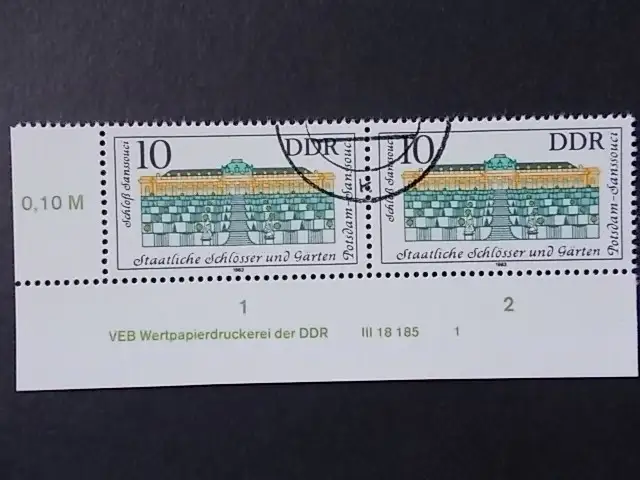 0,10 M
10 DDR
Schloß Sanssouci
Potsdam-Sanssouci
Staatliche Schlösser und Gärten
1983
10 DDR
Schloß Sanssouci
Potsdam-Sanssouci
Staatliche Schlösser und Gärten
1983
1 2
VEB Wertpapierdruckerei der DDR III 18 185 1